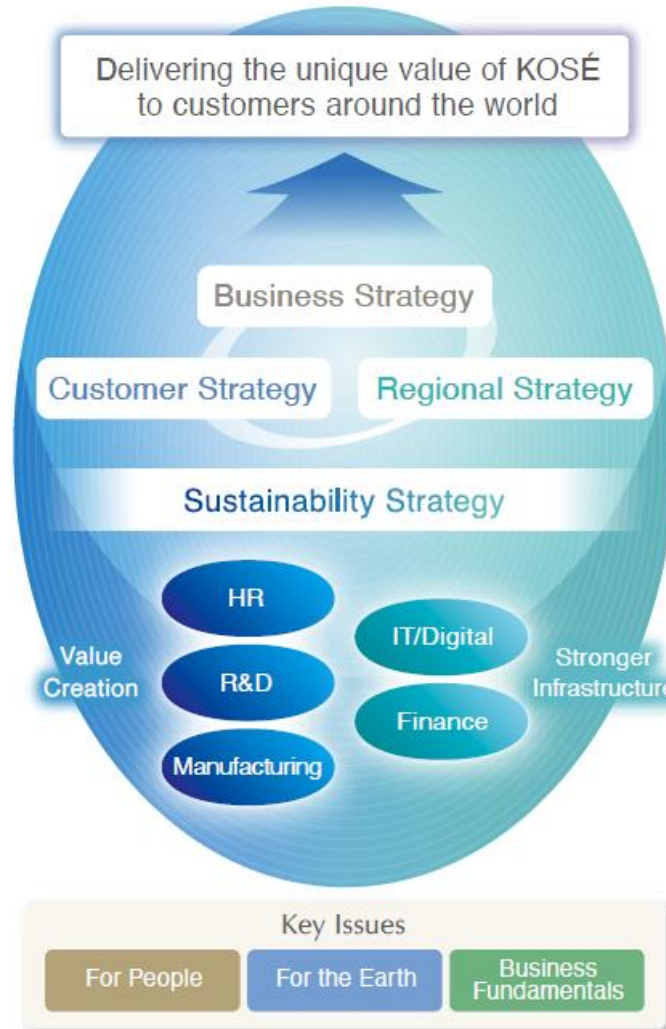 Delivering the unique value of KOSÉ
to customers around the world
Business Strategy
Customer Strategy
Regional Strategy
Sustainability Strategy
Value
Creation
HR
R&D
Manufacturing
IT/Digital
Finance
Stronger
Infrastructure
Key Issues
For People
For the Earth
Business
Fundamentals